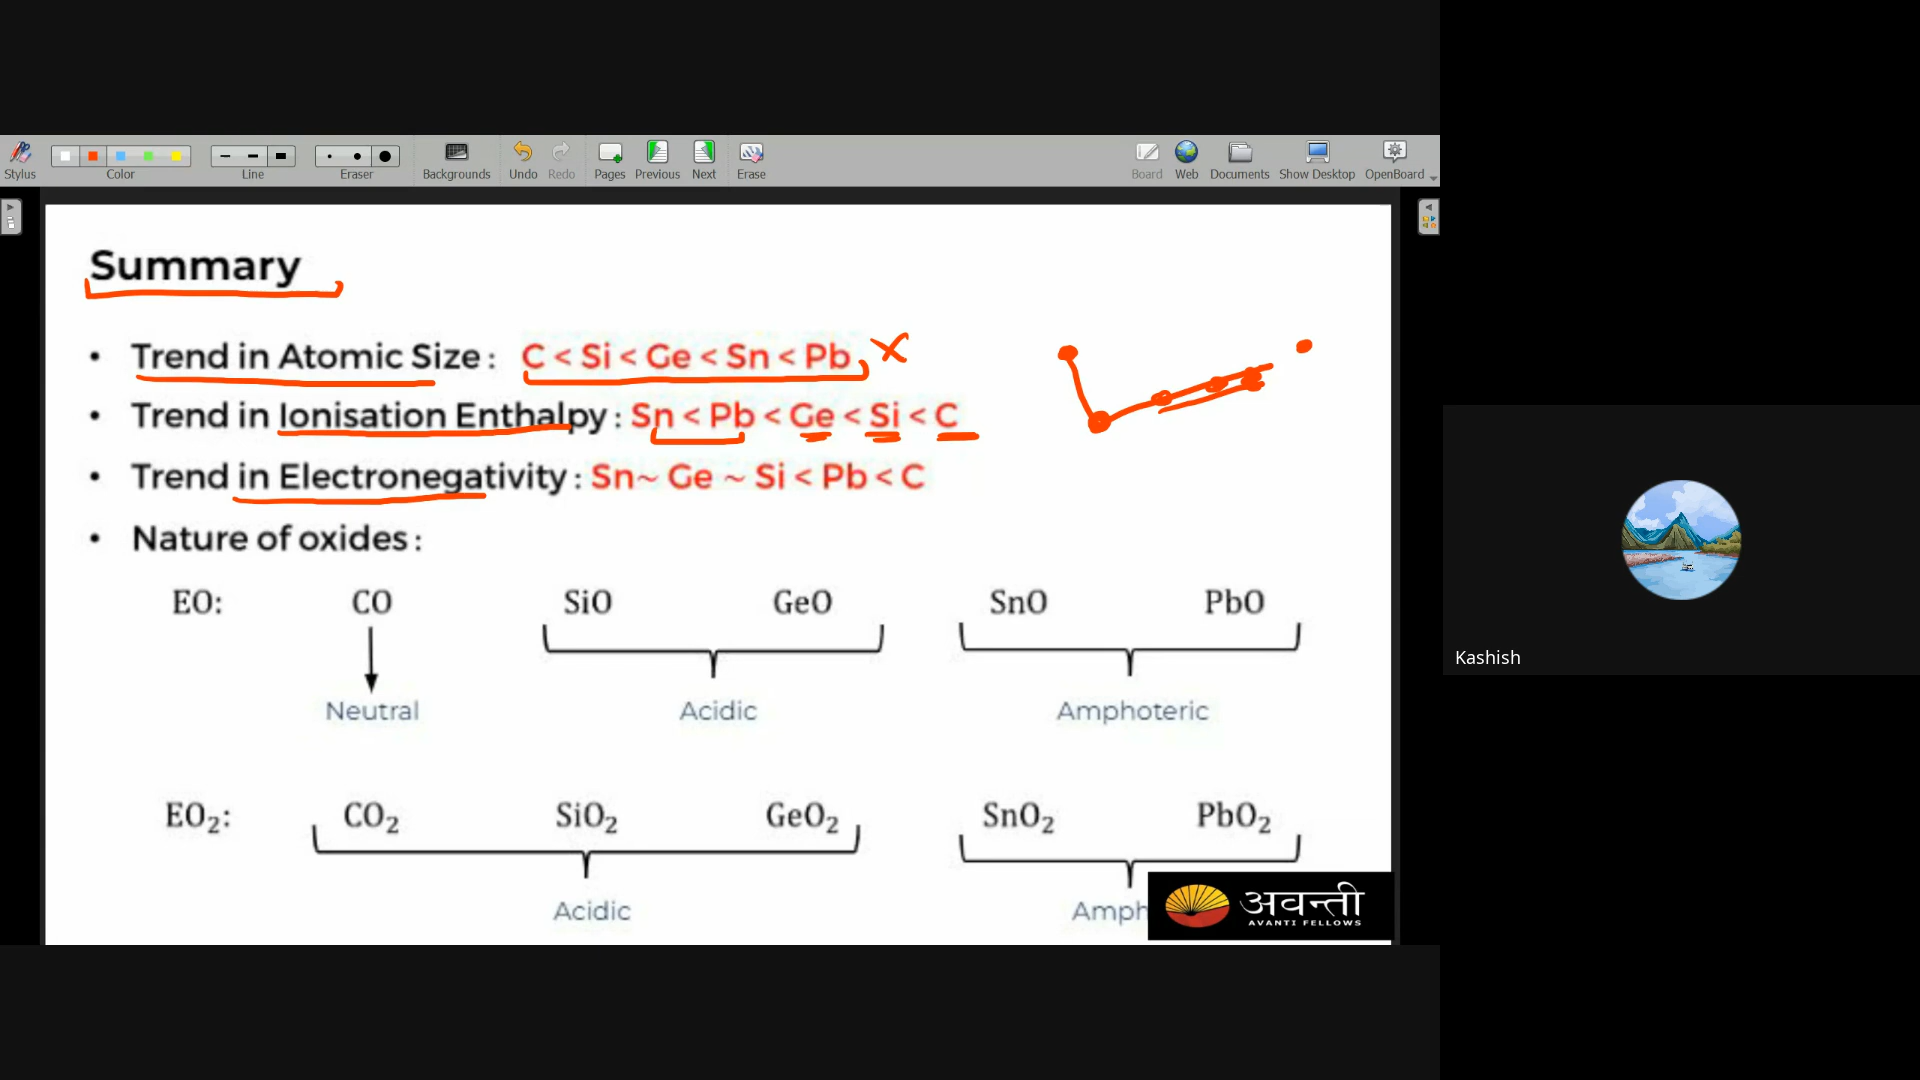 Stylus Color Line Eraser Backgrounds Undo Redo Pages Previous Next Erase Board Web Documents Show Desktop OpenBoard
Summary
• Trend in Atomic Size : C < Si < Ge < Sn < Pb
• Trend in Ionisation Enthalpy : Sn < Pb < Ge < Si < C
• Trend in Electronegativity : Sn~ Ge ~ Si < Pb < C
• Nature of oxides :
EO: CO SiO GeO SnO PbO
Neutral Acidic Amphoteric
EO₂: CO₂ SiO₂ GeO₂ SnO₂ PbO₂
Acidic Amph
अवन्ती
AVANTI FELLOWS
Kashish